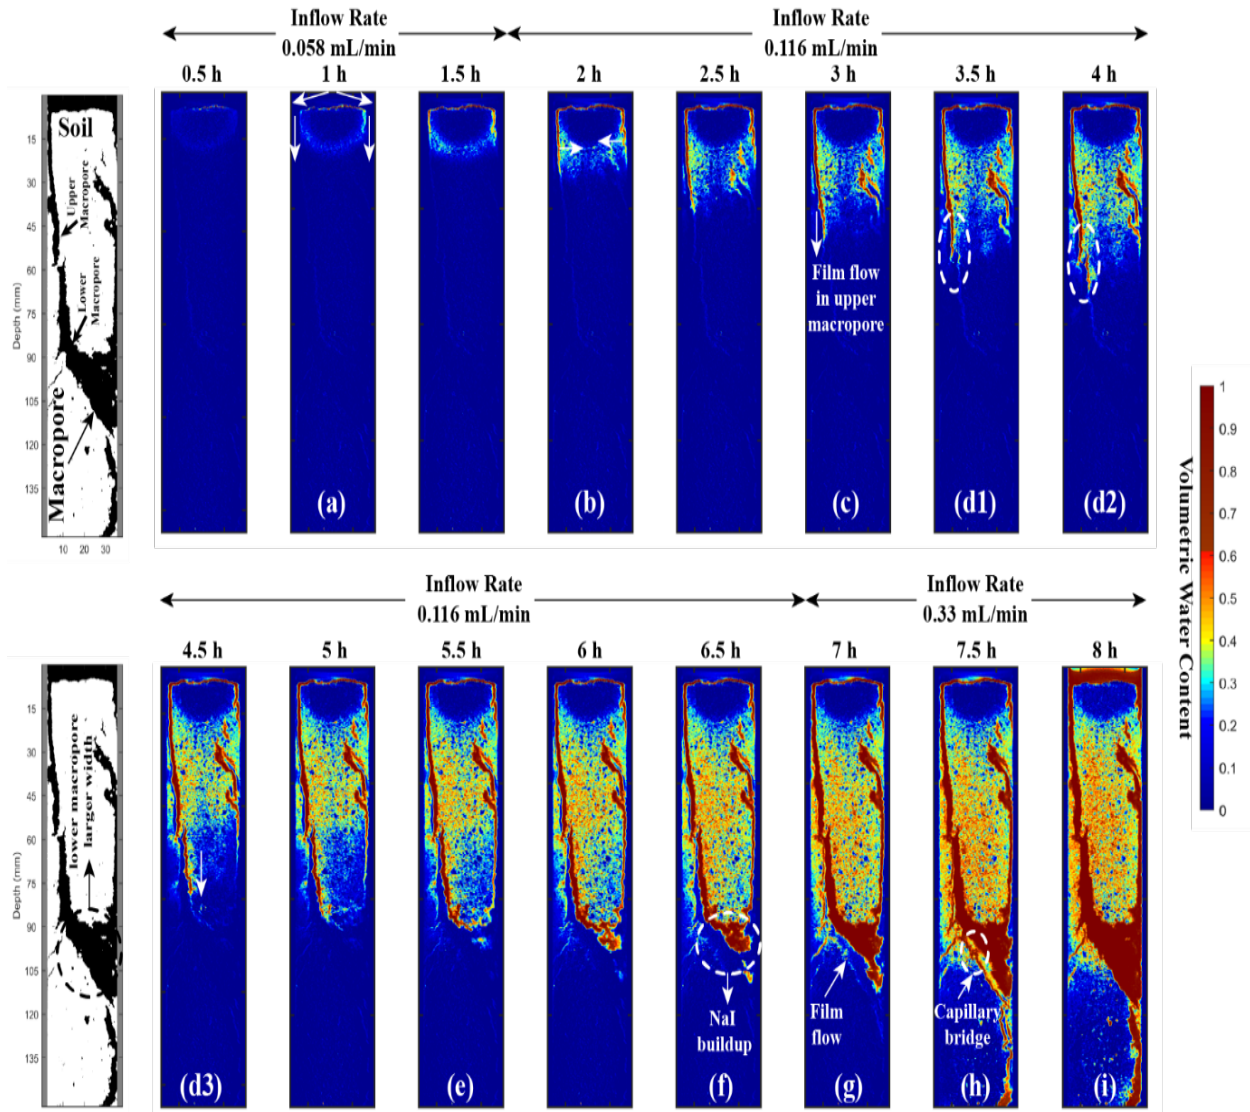 Inflow Rate
0.058 mL/min
Inflow Rate
0.116 mL/min
0.5 h 1 h 1.5 h 2 h 2.5 h 3 h 3.5 h 4 h
Soil
Upper
Macropore
Lower
Macropore
Macropore
Depth (mm)
15
30
45
60
75
90
105
120
135
10 20 30
Film flow
in upper
macropore
(a) (b) (c) (d1) (d2)
Inflow Rate
0.116 mL/min
Inflow Rate
0.33 mL/min
4.5 h 5 h 5.5 h 6 h 6.5 h 7 h 7.5 h 8 h
lower macropore
larger width
Depth (mm)
15
30
45
60
75
90
105
120
135
NaI
buildup
Film
flow
Capillary
bridge
(d3) (e) (f) (g) (h) (i)
1
0.9
0.8
0.7
0.6
0.5
0.4
0.3
0.2
0.1
0
Volumetric Water Content